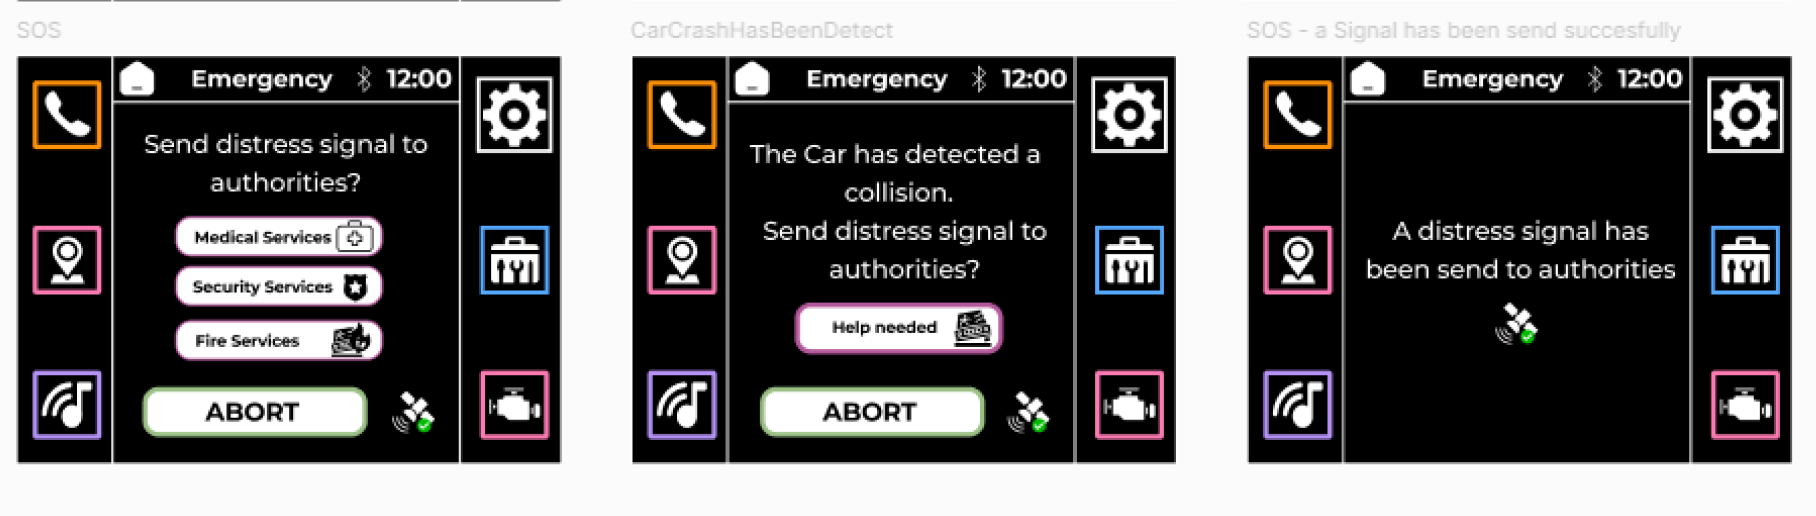 SOS
Emergency 12:00
Send distress signal to
authorities?
Medical Services
Security Services
Fire Services
ABORT
CarCrashHasBeenDetect
Emergency 12:00
The Car has detected a
collision.
Send distress signal to
authorities?
Help needed
ABORT
SOS - a Signal has been send succesfully
Emergency 12:00
A distress signal has
been send to authorities